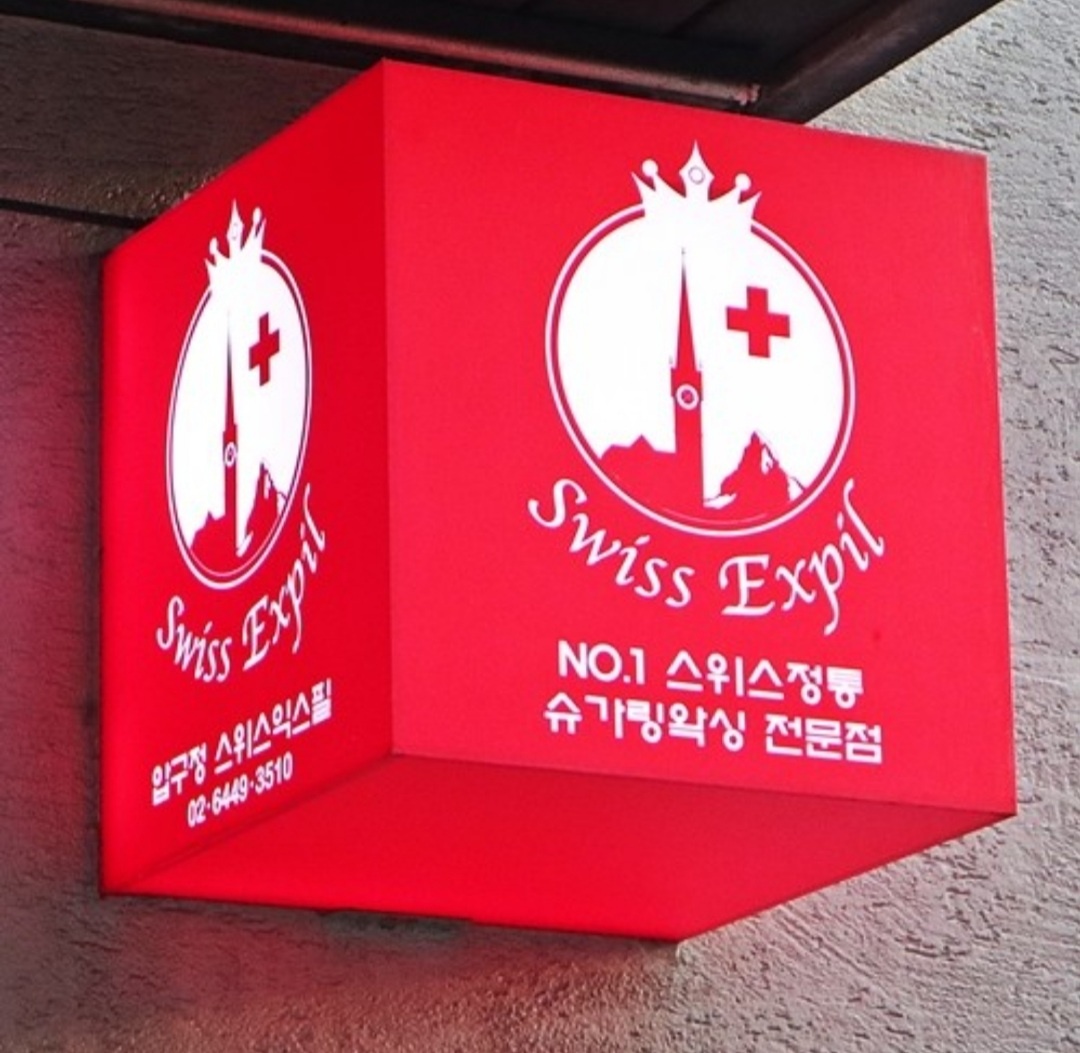 Swiss Expil
압구정 스위스익스필
02·6449·3510
Swiss Expil
NO.1 스위스정통
슈가링왁싱 전문점